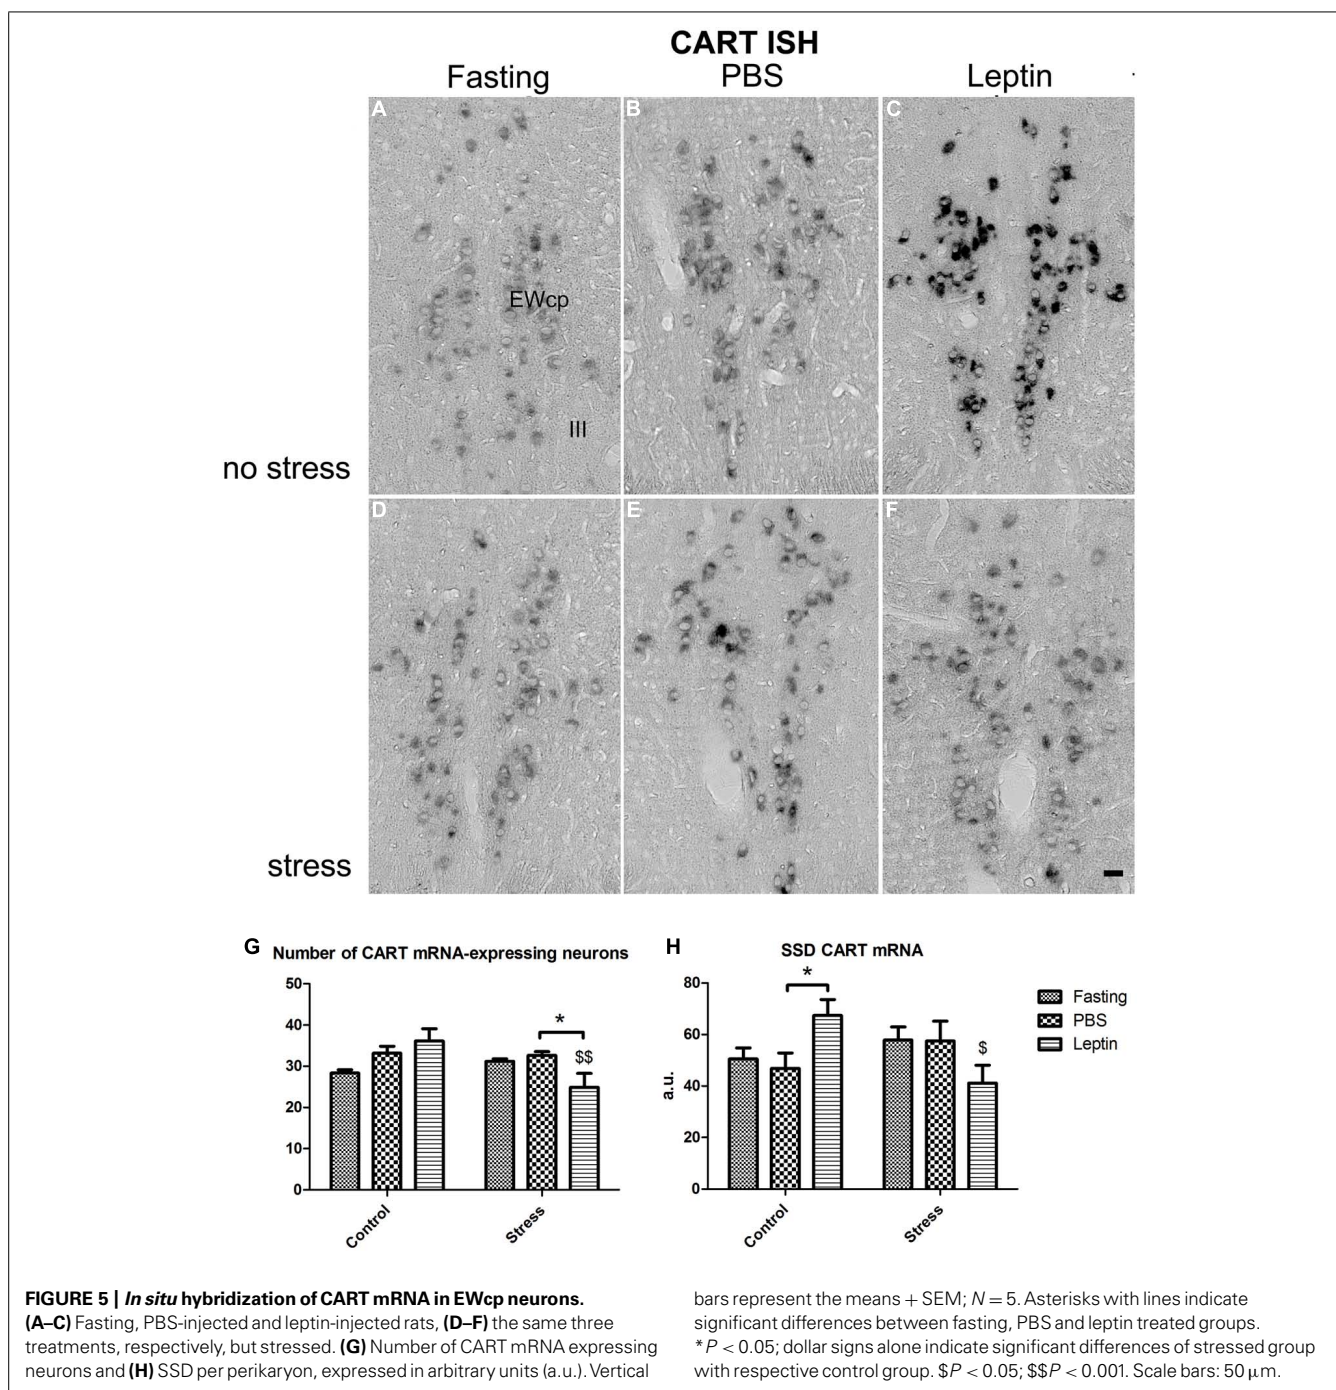 CART ISH
Fasting PBS Leptin
A B C
EWcp
III
no stress
D E F
stress
G Number of CART mRNA-expressing neurons
50
40
30
20
10
0
*
$$
Control Stress
H SSD CART mRNA
a.u.
80
60
40
20
0
*
$
Control Stress
Fasting
PBS
Leptin
FIGURE 5 | In situ hybridization of CART mRNA in EWcp neurons.
(A–C) Fasting, PBS-injected and leptin-injected rats, (D–F) the same three
treatments, respectively, but stressed. (G) Number of CART mRNA expressing
neurons and (H) SSD per perikaryon, expressed in arbitrary units (a.u.). Vertical
bars represent the means + SEM; N = 5. Asterisks with lines indicate
significant differences between fasting, PBS and leptin treated groups.
*P < 0.05; dollar signs alone indicate significant differences of stressed group
with respective control group. $P < 0.05; $$P < 0.001. Scale bars: 50 μm.